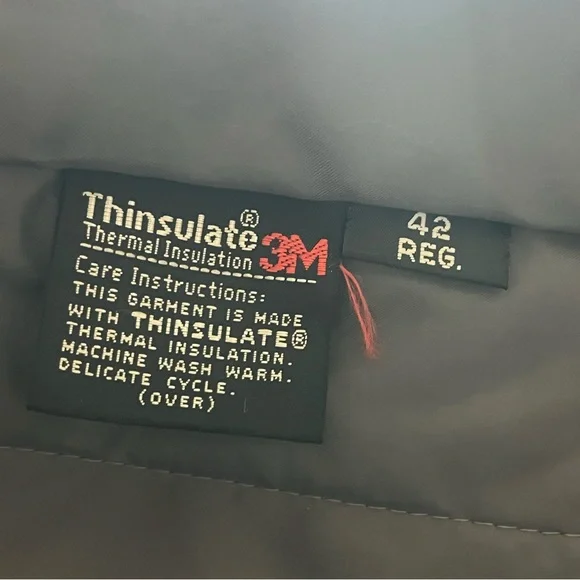 Thinsulate®
Thermal Insulation 3M
Care Instructions:
THIS GARMENT IS MADE
WITH THINSULATE®
THERMAL INSULATION.
MACHINE WASH WARM.
DELICATE CYCLE.
(OVER)
42
REG.